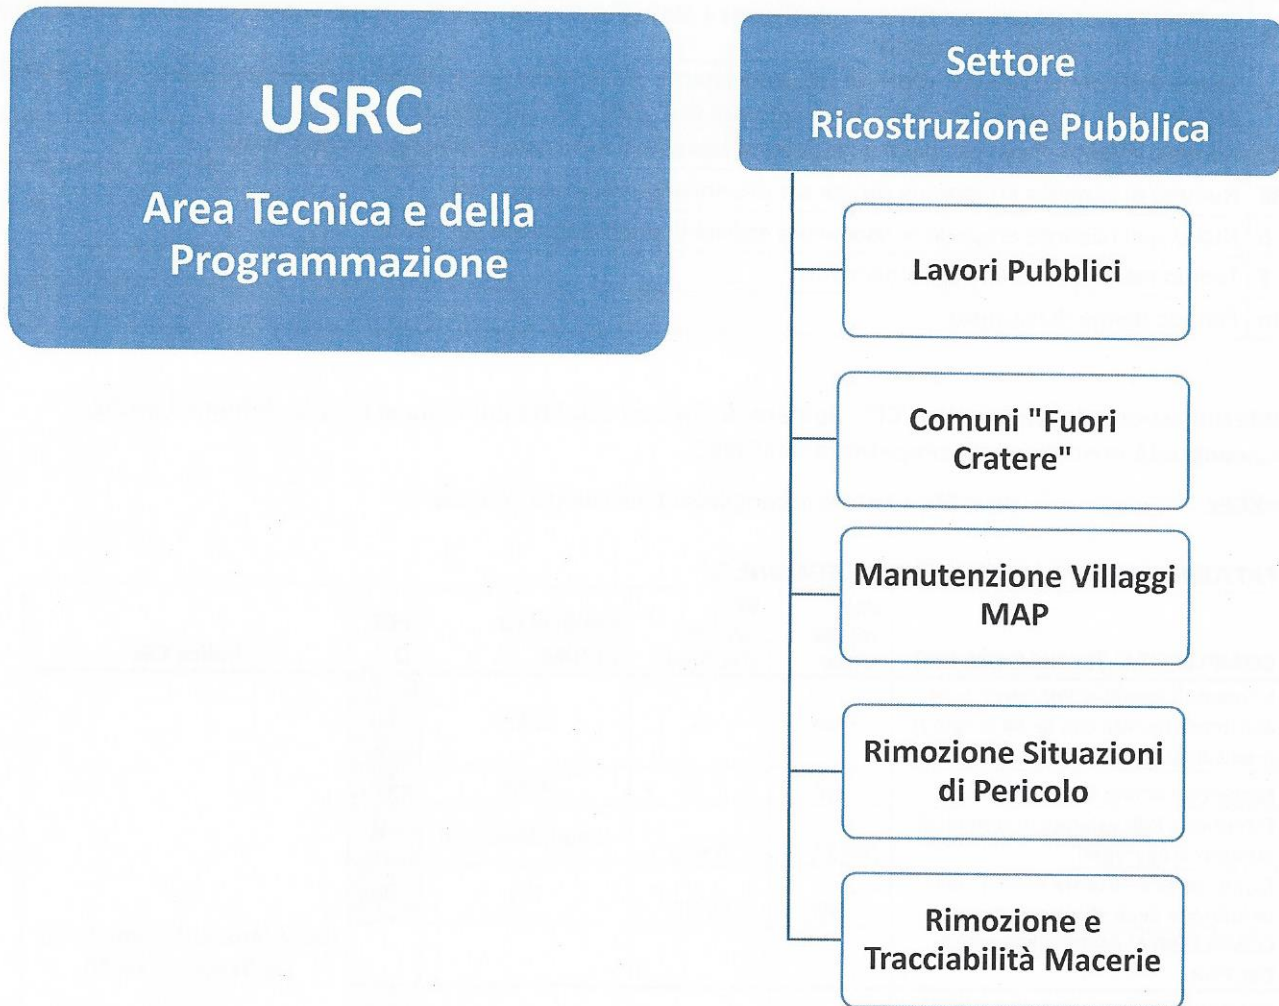 USRC
Area Tecnica e della
Programmazione
Settore
Ricostruzione Pubblica
Lavori Pubblici
Comuni "Fuori
Cratere"
Manutenzione Villaggi
MAP
Rimozione Situazioni
di Pericolo
Rimozione e
Tracciabilità Macerie